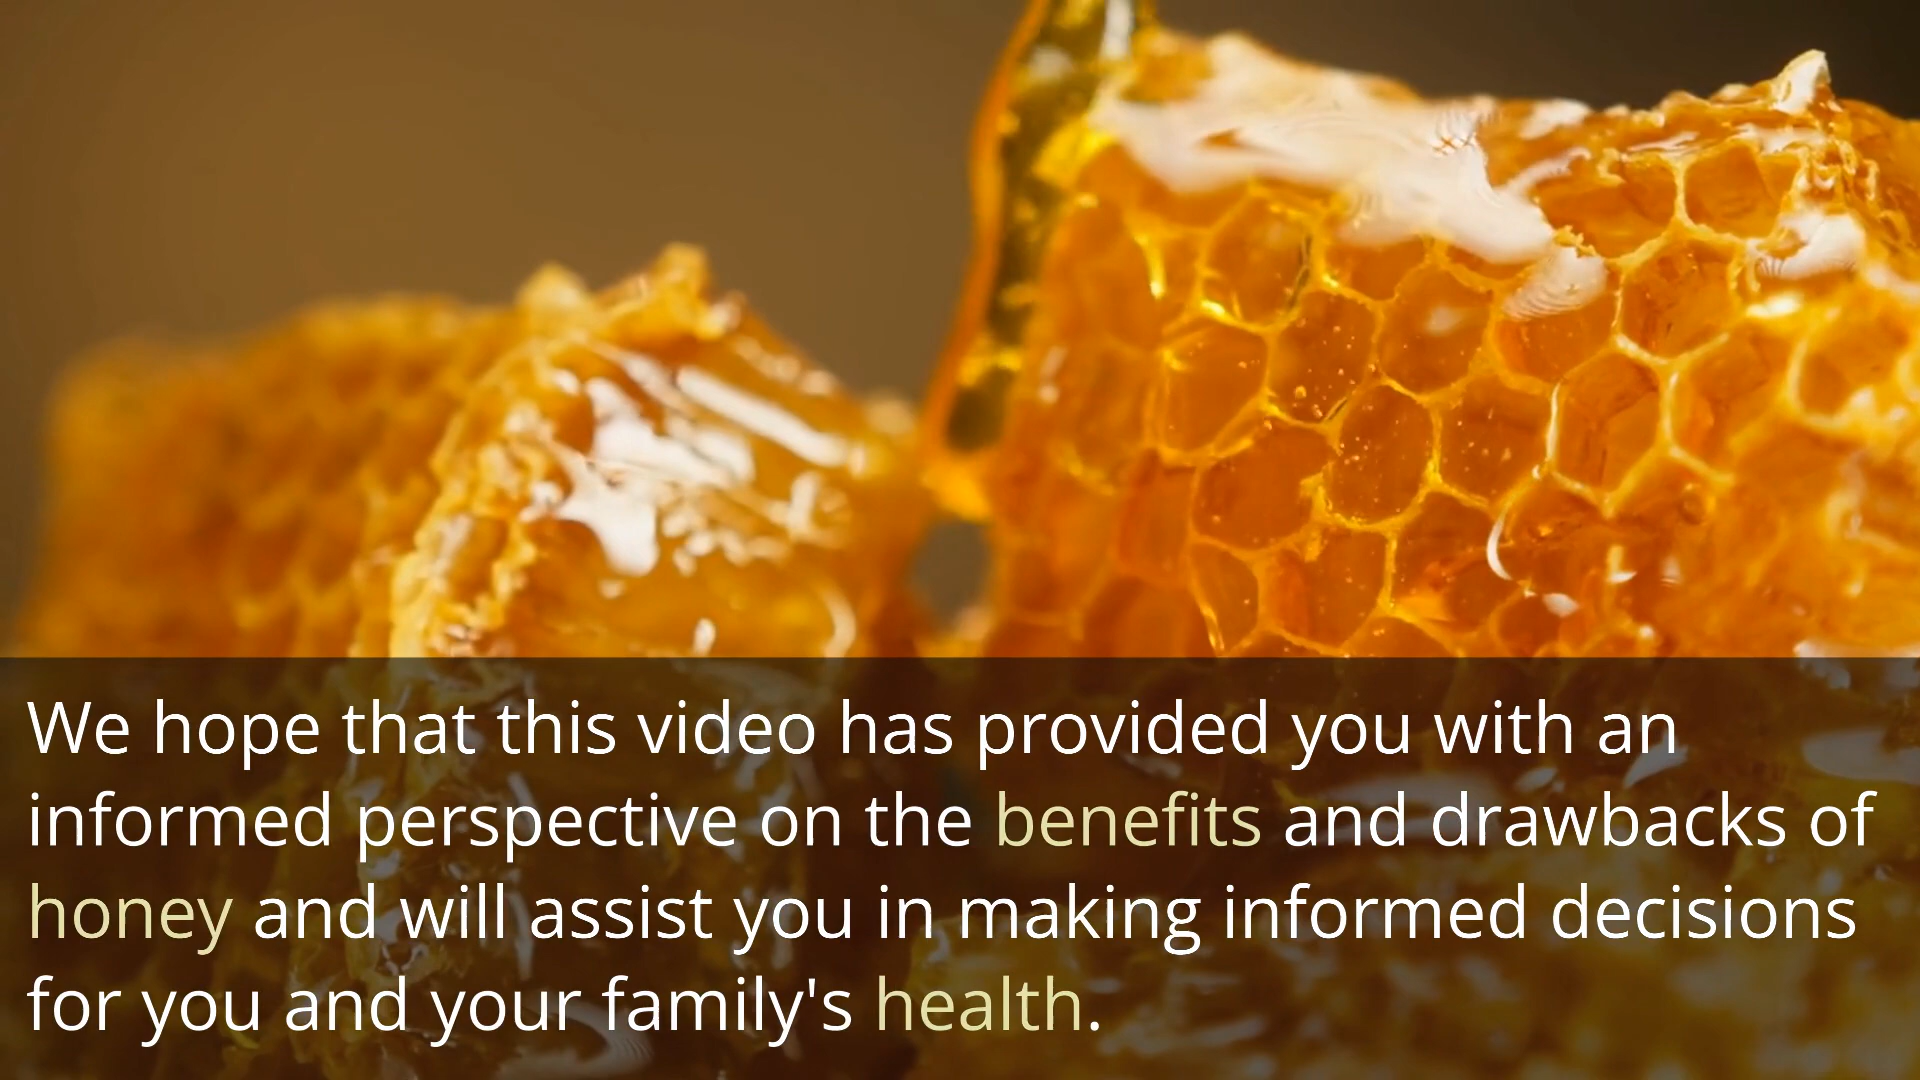 We hope that this video has provided you with an
informed perspective on the benefits and drawbacks of
honey and will assist you in making informed decisions
for you and your family's health.